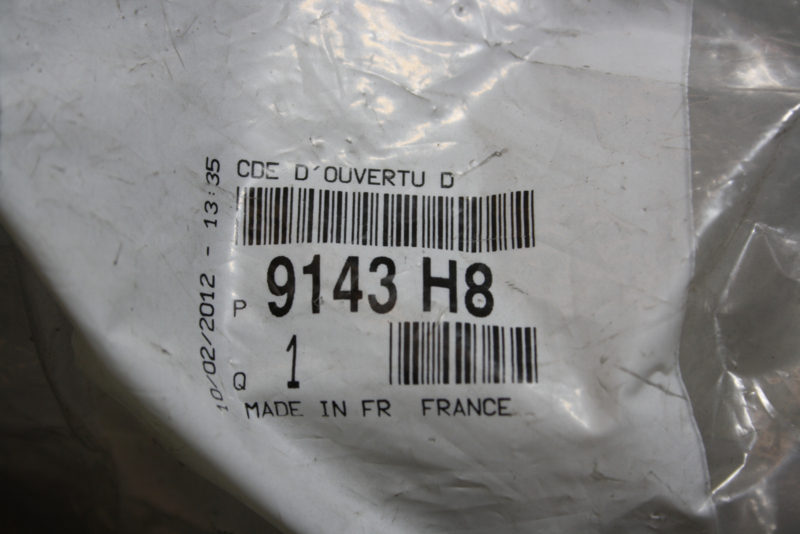 CDE D'OUVERTU D
P 9143 H8
Q 1
MADE IN FR FRANCE
10/02/2012 - 13:35